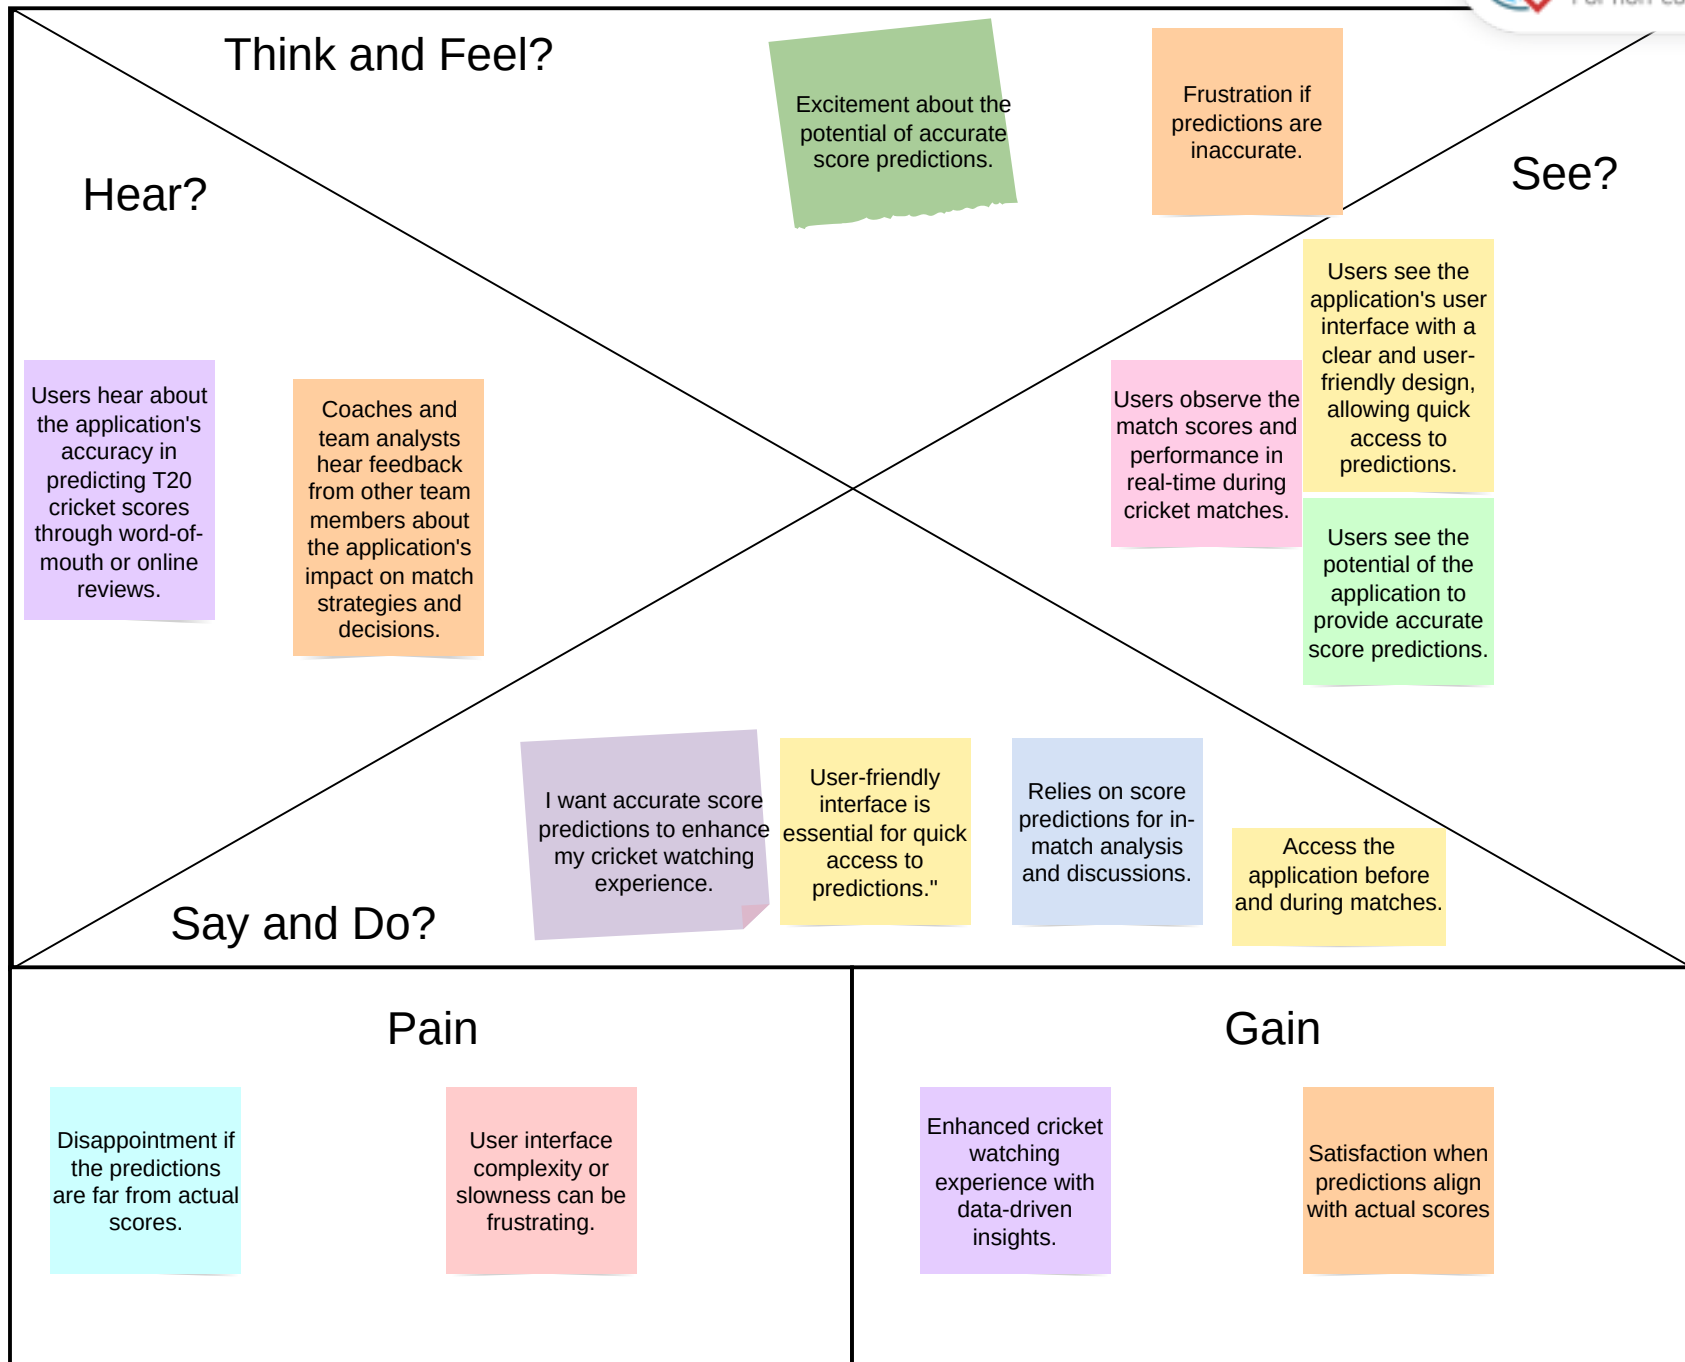 Think and Feel?
Excitement about the
potential of accurate
score predictions.
Frustration if
predictions are
inaccurate.
Hear?
See?
Users hear about
the application's
accuracy in
predicting T20
cricket scores
through word-of-
mouth or online
reviews.
Coaches and
team analysts
hear feedback
from other team
members about
the application's
impact on match
strategies and
decisions.
Users observe the
match scores and
performance in
real-time during
cricket matches.
Users see the
application's user
interface with a
clear and user-
friendly design,
allowing quick
access to
predictions.
Users see the
potential of the
application to
provide accurate
score predictions.
Say and Do?
I want accurate score
predictions to enhance
my cricket watching
experience.
User-friendly
interface is
essential for quick
access to
predictions."
Relies on score
predictions for in-
match analysis
and discussions.
Access the
application before
and during matches.
Pain
Disappointment if
the predictions
are far from actual
scores.
User interface
complexity or
slowness can be
frustrating.
Gain
Enhanced cricket
watching
experience with
data-driven
insights.
Satisfaction when
predictions align
with actual scores